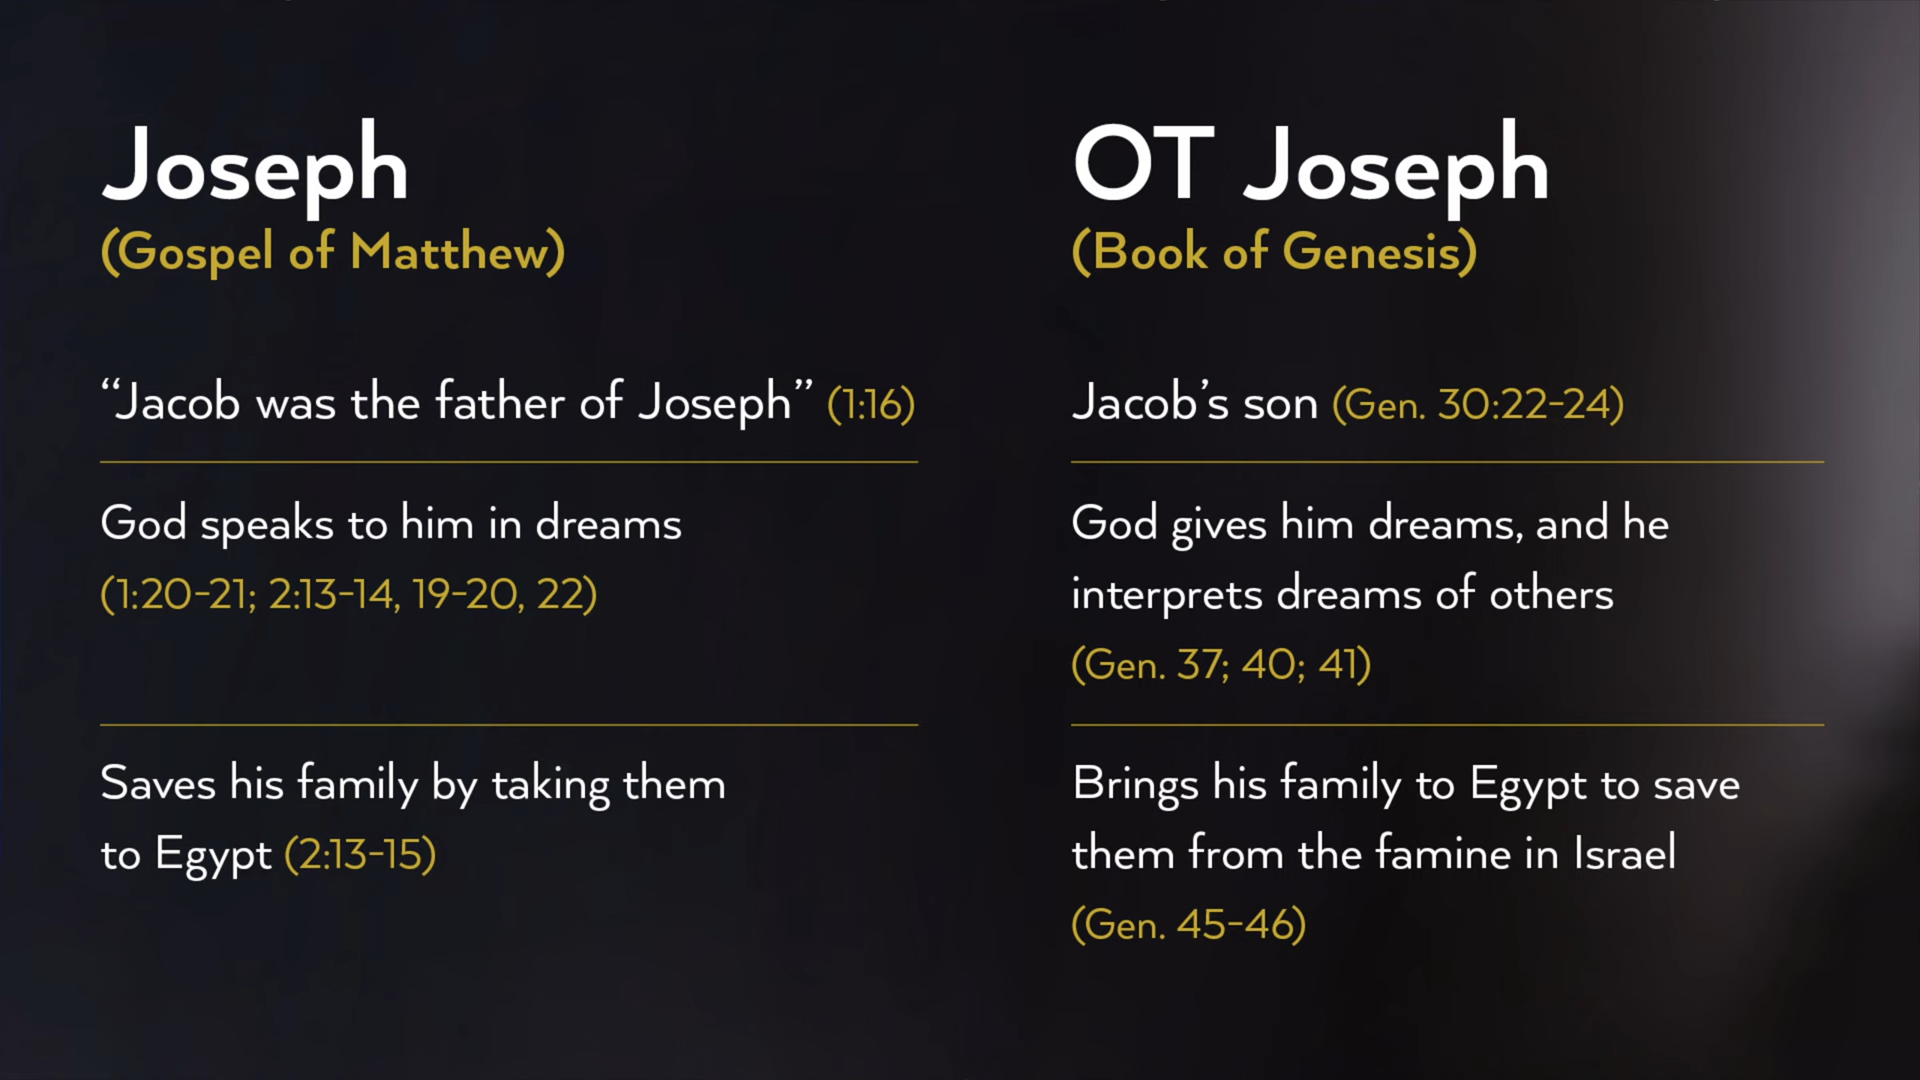 Joseph
(Gospel of Matthew)
“Jacob was the father of Joseph” (1:16)
God speaks to him in dreams
(1:20-21; 2:13-14, 19-20, 22)
Saves his family by taking them
to Egypt (2:13-15)
OT Joseph
(Book of Genesis)
Jacob’s son (Gen. 30:22-24)
God gives him dreams, and he
interprets dreams of others
(Gen. 37; 40; 41)
Brings his family to Egypt to save
them from the famine in Israel
(Gen. 45-46)